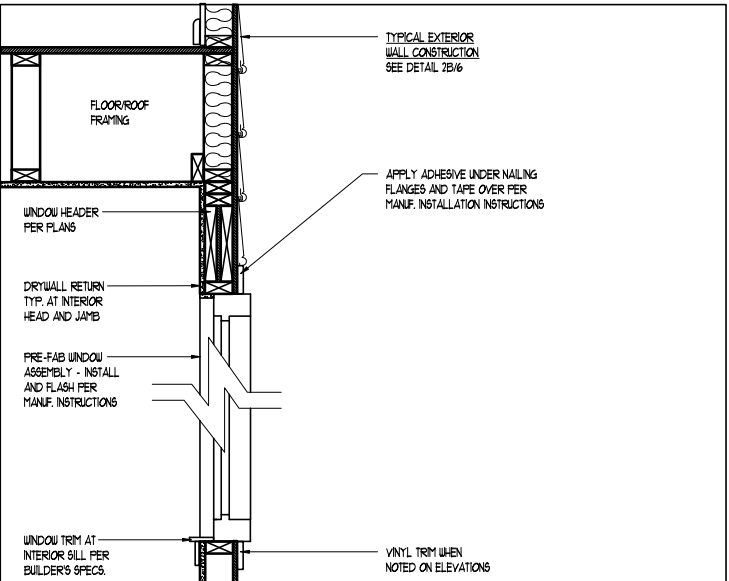 TYPICAL EXTERIOR
WALL CONSTRUCTION
SEE DETAIL 2B/6
FLOOR/ROOF
FRAMING
APPLY ADHESIVE UNDER NAILING
FLANGES AND TAPE OVER PER
MANUF. INSTALLATION INSTRUCTIONS
WINDOW HEADER
PER PLANS
DRYWALL RETURN
TYP. AT INTERIOR
HEAD AND JAMB
PRE-FAB WINDOW
ASSEMBLY - INSTALL
AND FLASH PER
MANUF. INSTRUCTIONS
WINDOW TRIM AT
INTERIOR SILL PER
BUILDER'S SPECS.
VINYL TRIM WHEN
NOTED ON ELEVATIONS